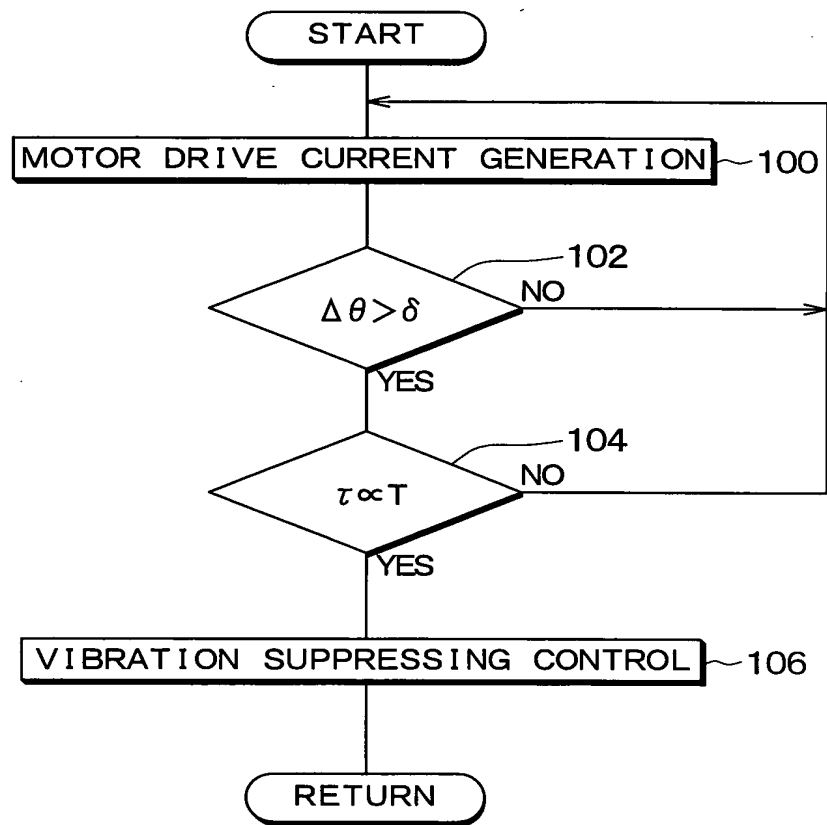 START
MOTOR DRIVE CURRENT GENERATION
100
102
Δθ>δ
NO
YES
104
τ∝T
NO
YES
VIBRATION SUPPRESSING CONTROL
106
RETURN